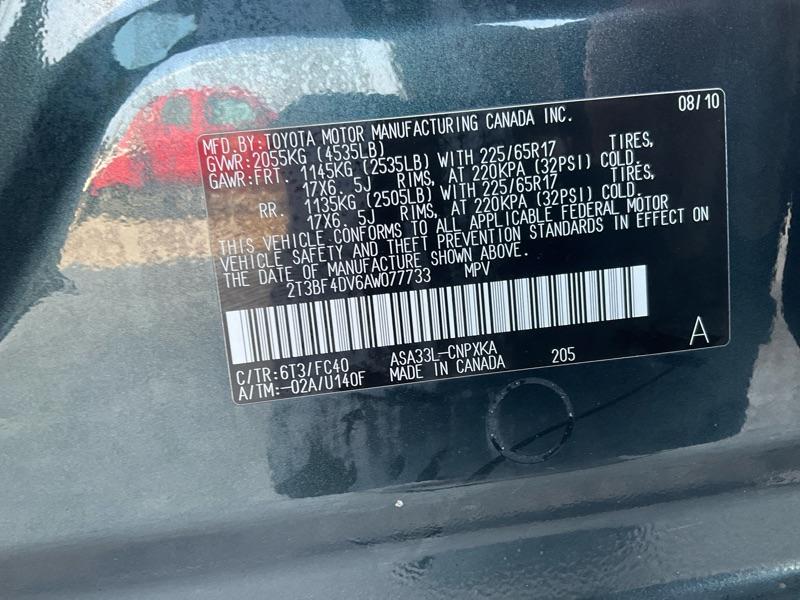 08/10
MFD.BY:TOYOTA MOTOR MANUFACTURING CANADA INC.
GVWR:2055KG (4535LB)
GAWR:FRT. 1145KG (2535LB) WITH 225/65R17 TIRES,
17X6. 5J RIMS, AT 220KPA (32PSI) COLD.
RR. 1135KG (2505LB) WITH 225/65R17 TIRES,
17X6. 5J RIMS, AT 220KPA (32PSI) COLD.
THIS VEHICLE CONFORMS TO ALL APPLICABLE FEDERAL MOTOR
VEHICLE SAFETY AND THEFT PREVENTION STANDARDS IN EFFECT ON
THE DATE OF MANUFACTURE SHOWN ABOVE.
2T3BF4DV6AW077733 MPV
C/TR:6T3/FC40 ASA33L-CNPXKA 205 A
A/TM:-02A/U140F MADE IN CANADA